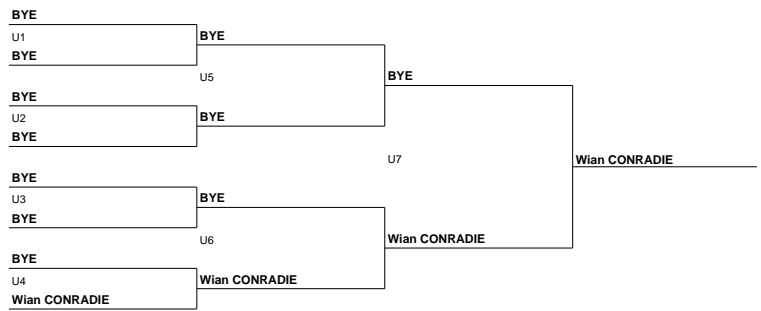 BYE
U1
BYE
BYE
U5
BYE
BYE
U2
BYE
BYE
U7
Wian CONRADIE
BYE
U3
BYE
BYE
U6
Wian CONRADIE
BYE
U4
Wian CONRADIE
Wian CONRADIE